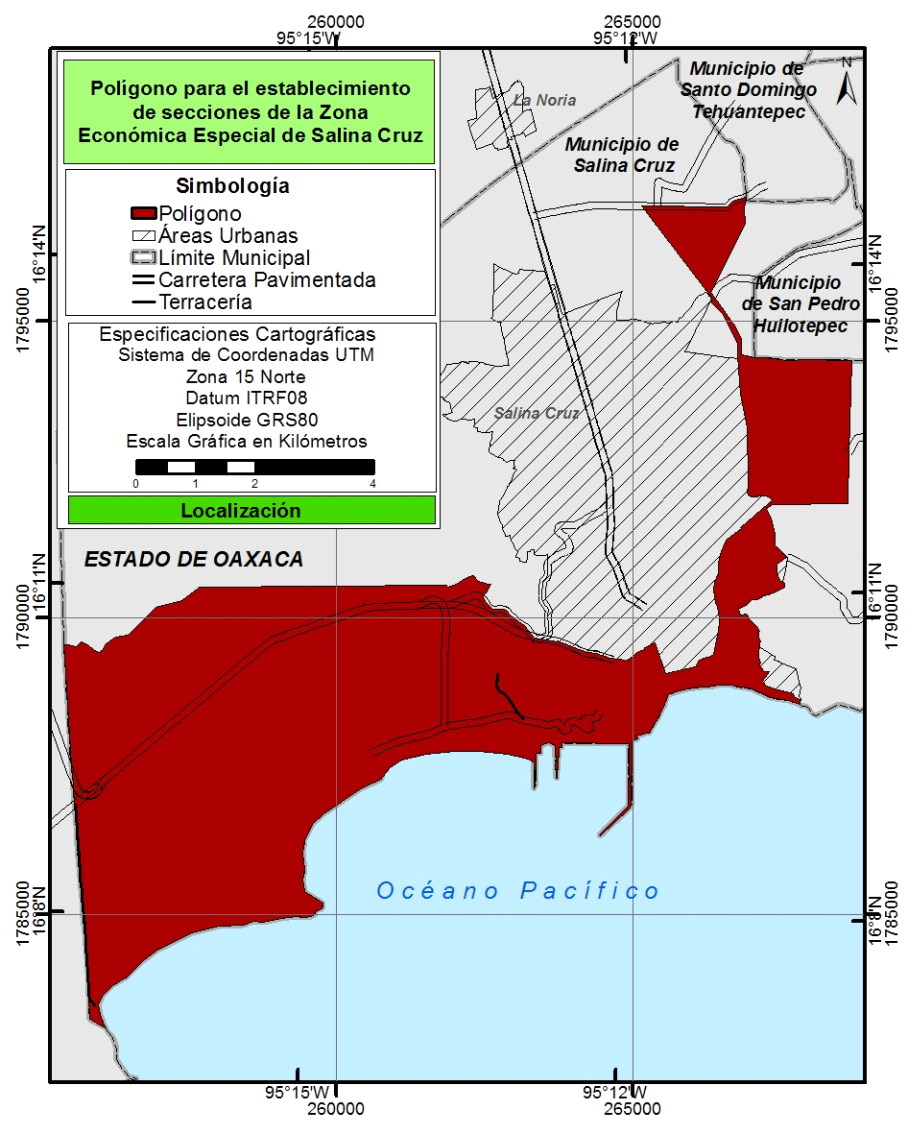 260000 265000
95°15'W 95°12'W
Polígono para el establecimiento
de secciones de la Zona
Económica Especial de Salina Cruz
Simbología
Polígono
Áreas Urbanas
Límite Municipal
Carretera Pavimentada
Terracería
Especificaciones Cartográficas
Sistema de Coordenadas UTM
Zona 15 Norte
Datum ITRF08
Elipsoide GRS80
Escala Gráfica en Kilómetros
0 1 2 4
Localización
N
La Noria
Municipio de
Santo Domingo
Tehuantepec
Municipio de
Salina Cruz
Municipio
de San Pedro
Huilotepec
Salina Cruz
ESTADO DE OAXACA
Océano Pacífico
16°14'N
1795000
16°11'N
1790000
16°8'N
1785000
16°14'N
1795000
16°11'N
1790000
16°8'N
1785000
95°15'W 95°12'W
260000 265000